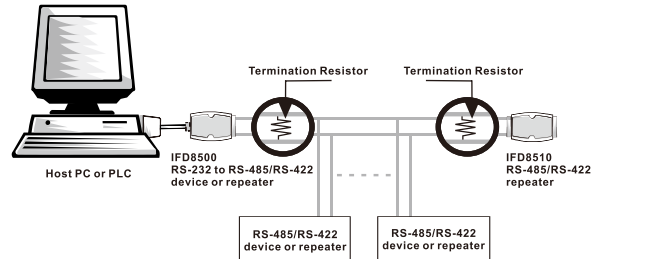 Termination Resistor
Termination Resistor
Host PC or PLC
IFD8500
RS-232 to RS-485/RS-422
device or repeater
IFD8510
RS-485/RS-422
repeater
RS-485/RS-422
device or repeater
RS-485/RS-422
device or repeater